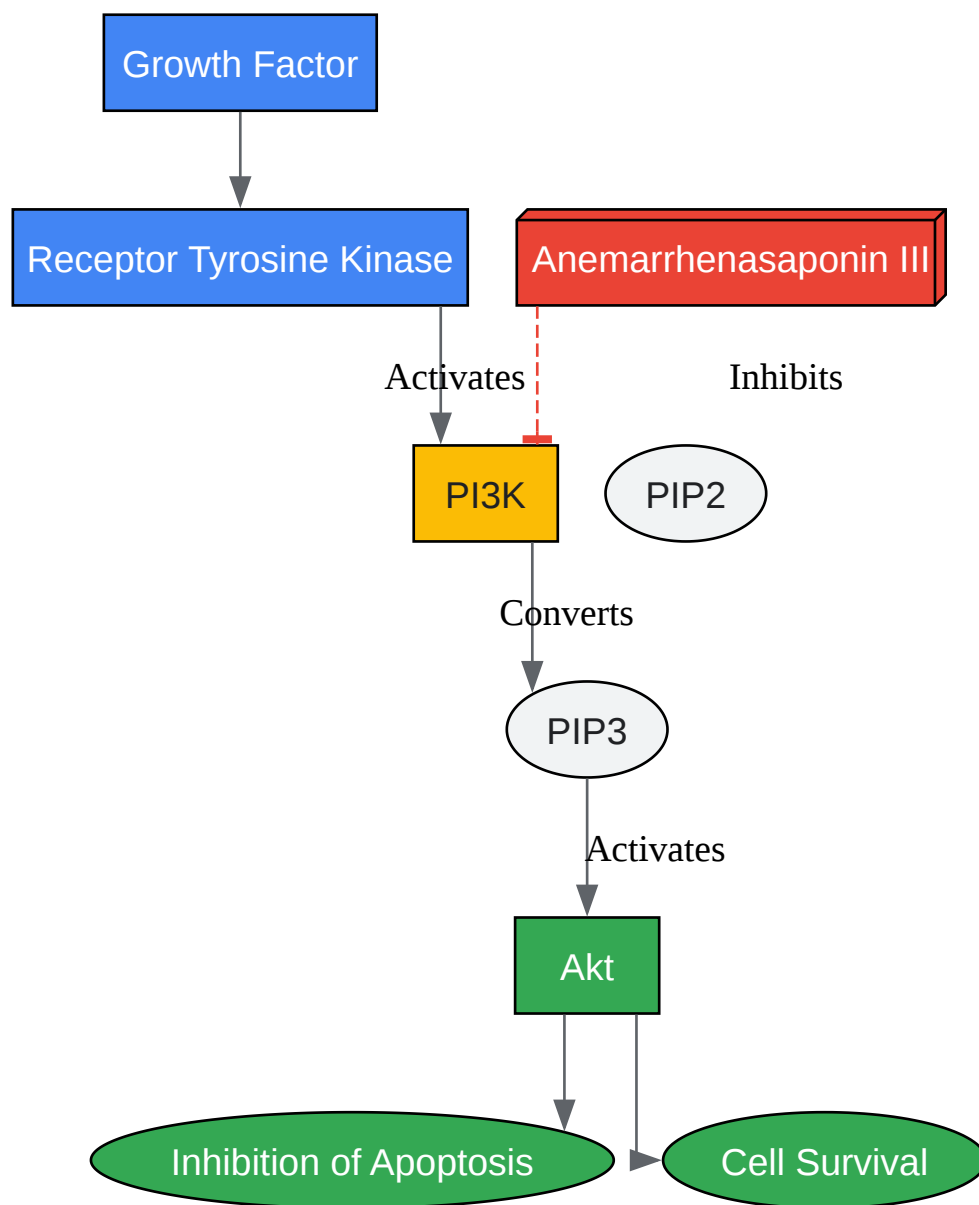 Growth Factor
Receptor Tyrosine Kinase
Anemarrhenasaponin III
Activates
Inhibits
PI3K
PIP2
Converts
PIP3
Activates
Akt
Inhibition of Apoptosis
Cell Survival